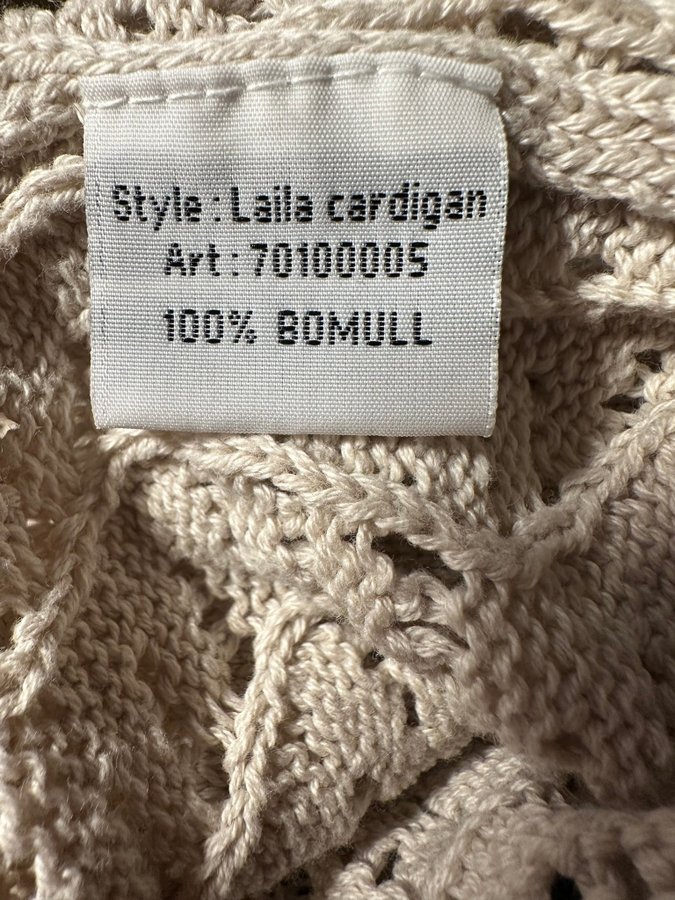 Style : Laila cardigan
Art : 70100005
100% BOMULL